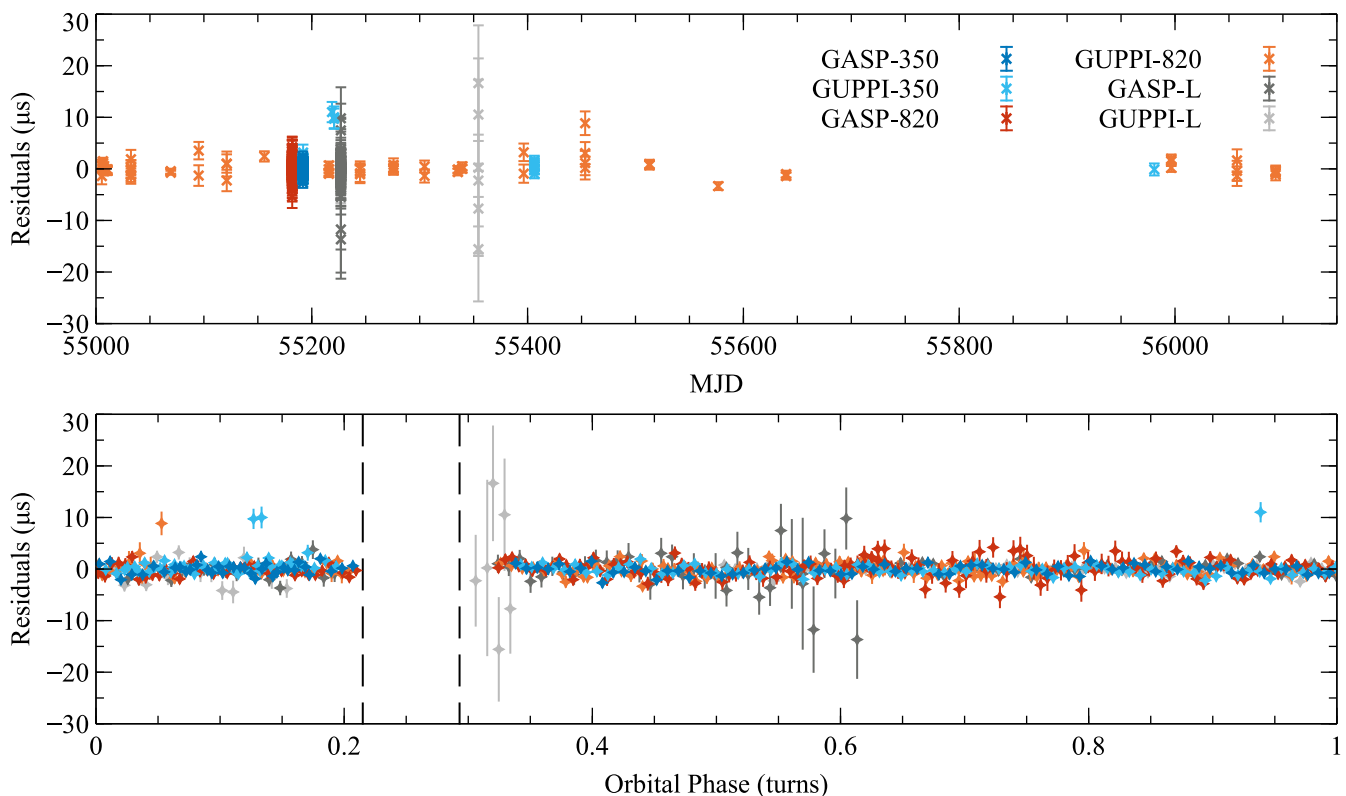 30
20
10
0
−10
−20
−30
Residuals (μs)
GASP-350
GUPPI-350
GASP-820
GUPPI-820
GASP-L
GUPPI-L
55000 55200 55400 55600 55800 56000
MJD
30
20
10
0
−10
−20
−30
Residuals (μs)
0 0.2 0.4 0.6 0.8 1
Orbital Phase (turns)